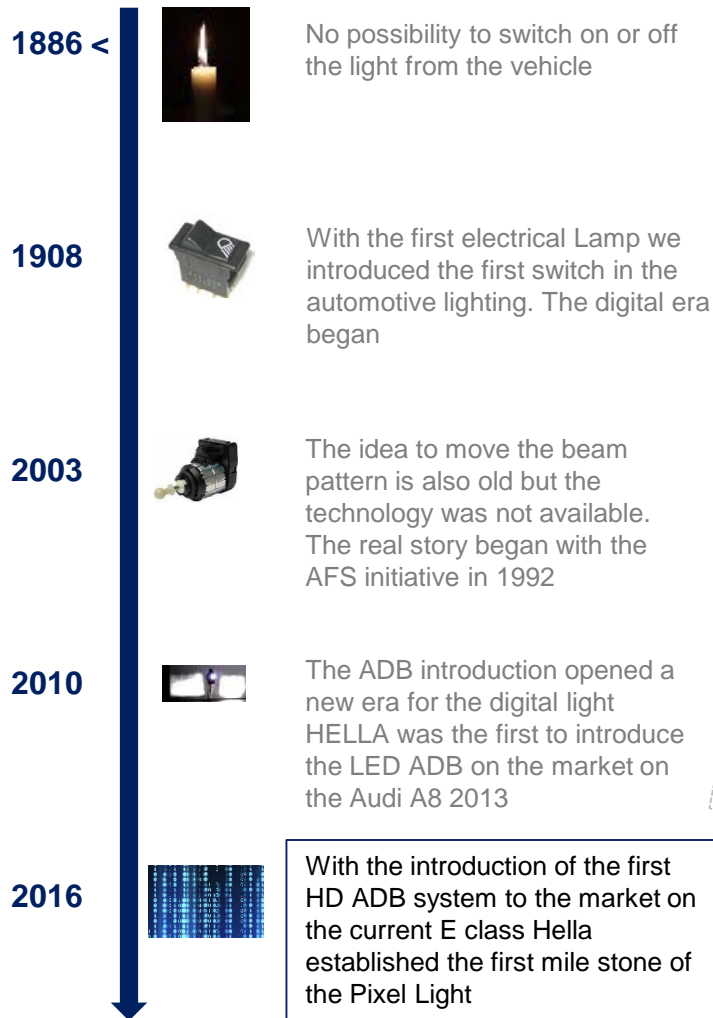 1886 <
No possibility to switch on or off
the light from the vehicle
1908
With the first electrical Lamp we
introduced the first switch in the
automotive lighting. The digital era
began
2003
The idea to move the beam
pattern is also old but the
technology was not available.
The real story began with the
AFS initiative in 1992
2010
The ADB introduction opened a
new era for the digital light
HELLA was the first to introduce
the LED ADB on the market on
the Audi A8 2013
2016
With the introduction of the first
HD ADB system to the market on
the current E class Hella
established the first mile stone of
the Pixel Light